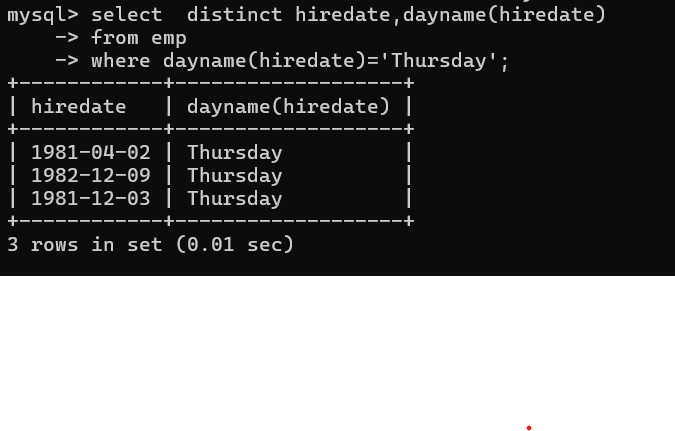 mysql> select  distinct hiredate,dayname(hiredate)
    -> from emp
    -> where dayname(hiredate)='Thursday';
+------------+-------------------+
| hiredate   | dayname(hiredate) |
+------------+-------------------+
| 1981-04-02 | Thursday          |
| 1982-12-09 | Thursday          |
| 1981-12-03 | Thursday          |
+------------+-------------------+
3 rows in set (0.01 sec)